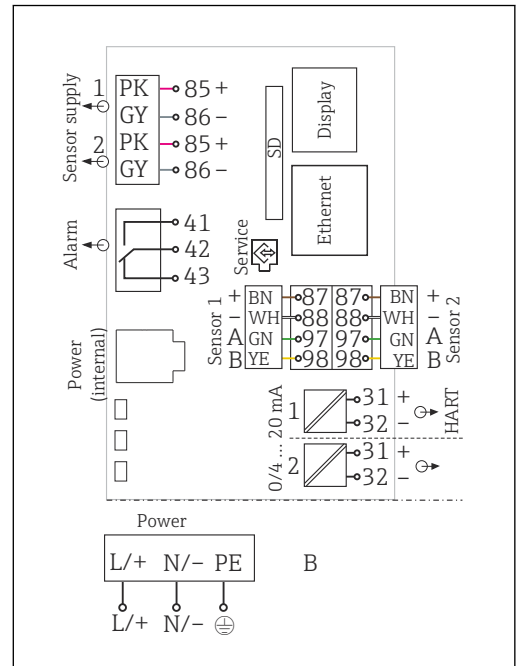 Sensor supply
1 PK 85 +
GY 86 -
2 PK 85 +
GY 86 -
Display
SD
Ethernet
Alarm
41
42
43
Service
Power
(internal)
Sensor 1
+ BN 87 87 BN +
- WH 88 88 WH -
A GN 97 97 GN A
B YE 98 98 YE B
Sensor 2
0/4 ... 20 mA
1 31 +
32 -
HART
2 31 +
32 -
Power
L/+ N/- PE
B
L/+ N/-